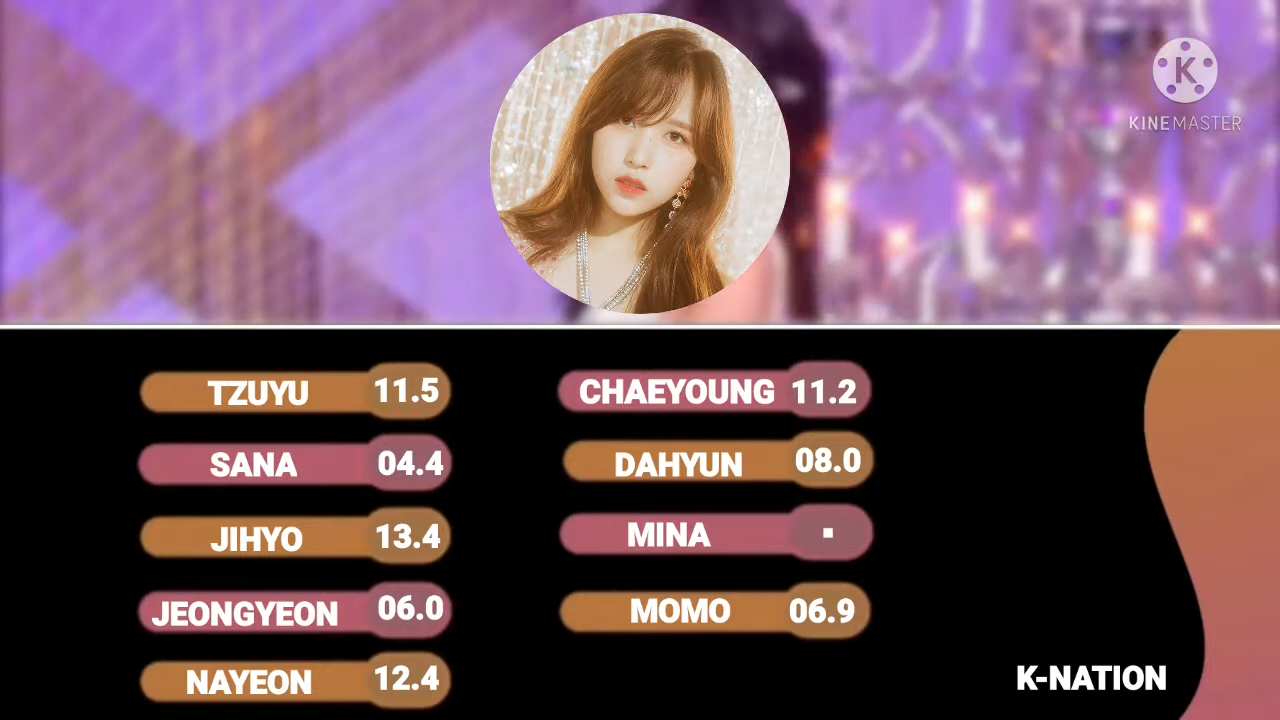 K
KINEMASTER
TZUYU 11.5
CHAEYOUNG 11.2
SANA 04.4
DAHYUN 08.0
JIHYO 13.4
MINA .
JEONGYEON 06.0
MOMO 06.9
NAYEON 12.4
K-NATION